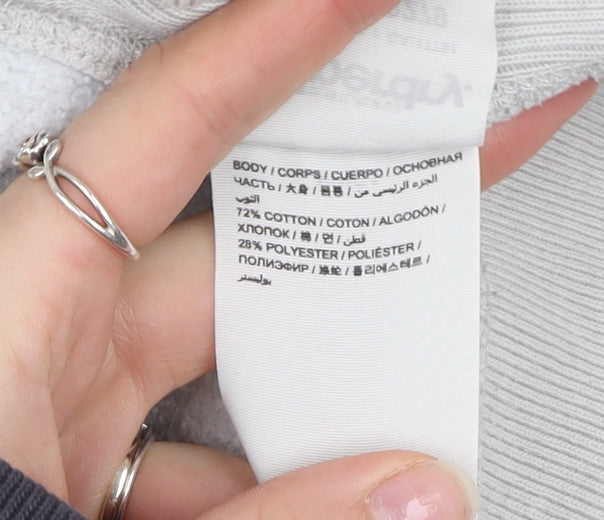 perdry.
BODY / CORPS / CUERPO / ОСНОВНАЯ
ЧАСТЬ / 大身 / 몸통 / الجزء الرئيسي من
الثوب
72% COTTON / COTON / ALGODÓN /
ХЛОПОК / 棉 / 면 / قطن
28% POLYESTER / POLIÉSTER /
ПОЛИЭФИР / 涤纶 / 폴리에스테르 /
بوليستر